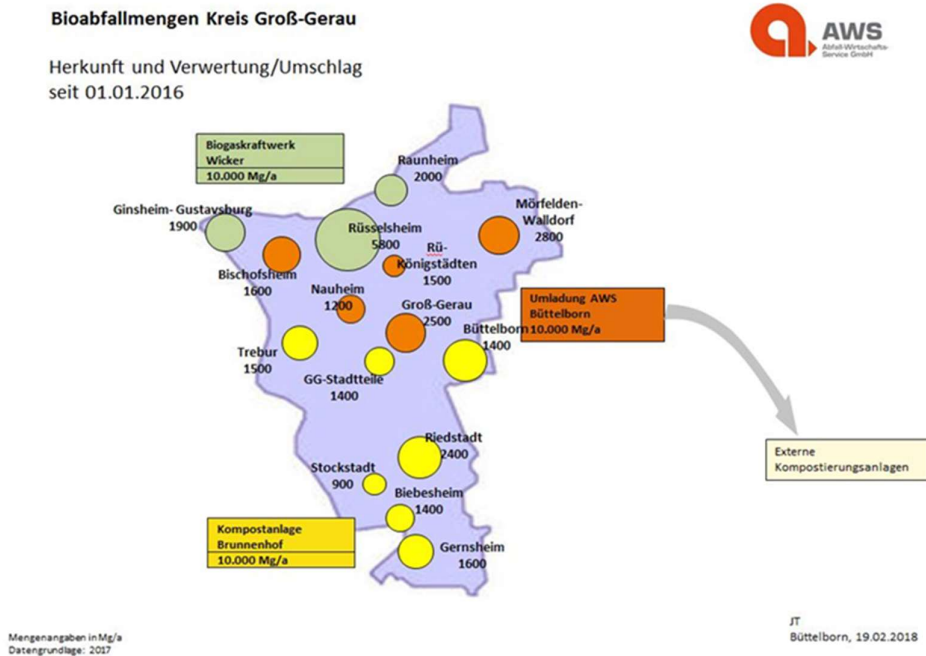 Bioabfallmengen Kreis Groß-Gerau
AWS
Abfall-Wirtschafts-
Service GmbH
Herkunft und Verwertung/Umschlag
seit 01.01.2016
Biogaskraftwerk
Wicker
10.000 Mg/a
Raunheim
2000
Ginsheim- Gustavsburg
1900
Mörfelden-
Walldorf
2800
Rüsselsheim
5800
Rü-
Königstädten
1500
Bischofsheim
1600
Nauheim
1200
Groß-Gerau
2500
Umladung AWS
Büttelborn
10.000 Mg/a
Büttelborn
1400
Trebur
1500
GG-Stadtteile
1400
Riedstadt
2400
Externe
Kompostierungsanlagen
Stockstadt
900
Biebesheim
1400
Kompostanlage
Brunnenhof
10.000 Mg/a
Gernsheim
1600
Mengenangaben in Mg/a
Datengrundlage: 2017
JT
Büttelborn, 19.02.2018